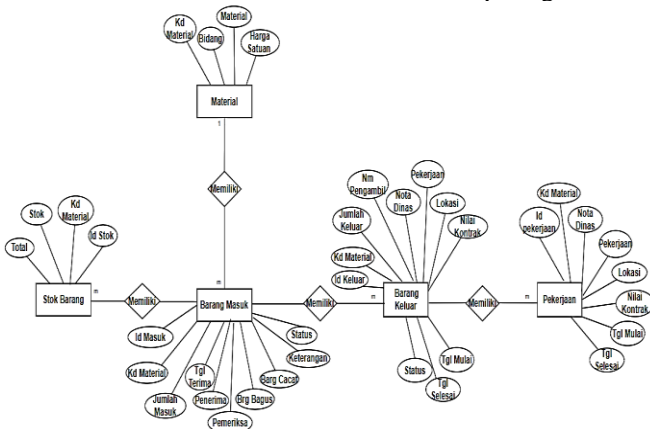 Kd
Material
Bidang
Material
Harga
Satuan
Material
1
Memiliki
m
Total
Stok
Kd
Material
Id Stok
Stok Barang
m
Memiliki
Barang Masuk
Id Masuk
Kd Material
Jumlah
Masuk
Tgl
Terima
Penerima
Pemeriksa
Brg Bagus
Barg Cacat
Keterangan
Status
Memiliki
Id Keluar
Kd Material
Jumlah
Keluar
Nm
Pengambil
Nota
Dinas
Pekerjaan
Lokasi
Nilai
Kontrak
m
Barang
Keluar
Status
Tgl
Selesai
Tgl Mulai
Memiliki
m
Pekerjaan
Id
pekerjaan
Kd Material
Nota
Dinas
Pekerjaan
Lokasi
Nilai
Kontrak
Tgl Mulai
Tgl
Selesai